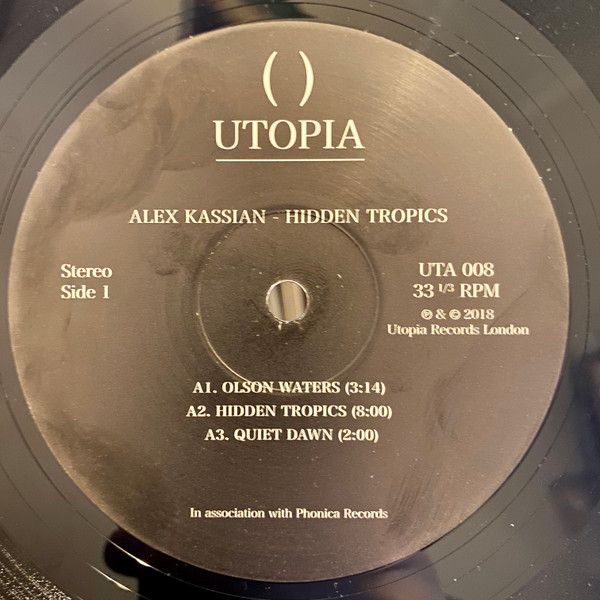 ( )
UTOPIA
ALEX KASSIAN - HIDDEN TROPICS
Stereo
Side 1
UTA 008
33 1/3 RPM
℗ & © 2018
Utopia Records London
A1. OLSON WATERS (3:14)
A2. HIDDEN TROPICS (8:00)
A3. QUIET DAWN (2:00)
In association with Phonica Records